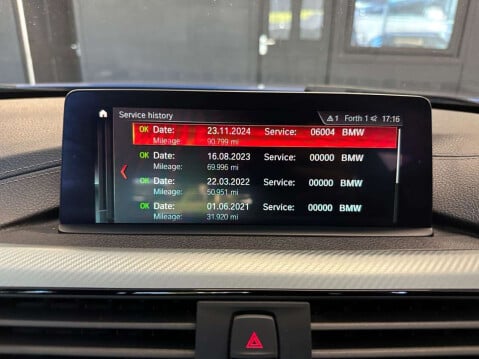 Service history
1 Forth 1 17:16
OK Date: 23.11.2024 Service: 06004 BMW
Mileage: 90.799 mi
OK Date: 16.08.2023 Service: 00000 BMW
Mileage: 69.996 mi
OK Date: 22.03.2022 Service: 00000 BMW
Mileage: 50.951 mi
OK Date: 01.06.2021 Service: 00000 BMW
Mileage: 31.920 mi